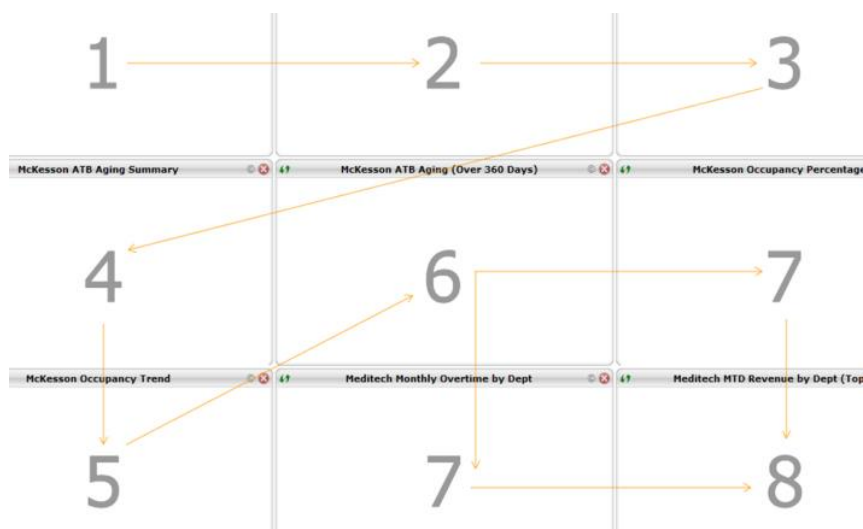 1 2 3
McKesson ATB Aging Summary McKesson ATB Aging (Over 360 Days) McKesson Occupancy Percentage
4 6 7
McKesson Occupancy Trend Meditech Monthly Overtime by Dept Meditech MTD Revenue by Dept (Top
5 7 8